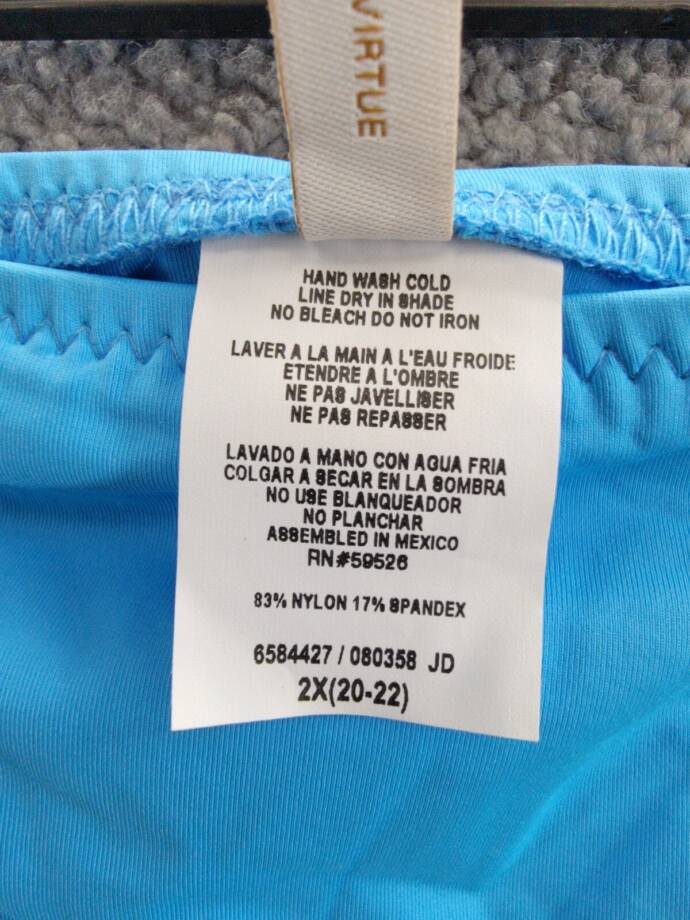 VIRTUE
HAND WASH COLD
LINE DRY IN SHADE
NO BLEACH DO NOT IRON
LAVER A LA MAIN A L'EAU FROIDE
ETENDRE A L'OMBRE
NE PAS JAVELLISER
NE PAS REPASSER
LAVADO A MANO CON AGUA FRIA
COLGAR A SECAR EN LA SOMBRA
NO USE BLANQUEADOR
NO PLANCHAR
ASSEMBLED IN MEXICO
RN#59526
83% NYLON 17% SPANDEX
6584427 / 080358 JD
2X(20-22)